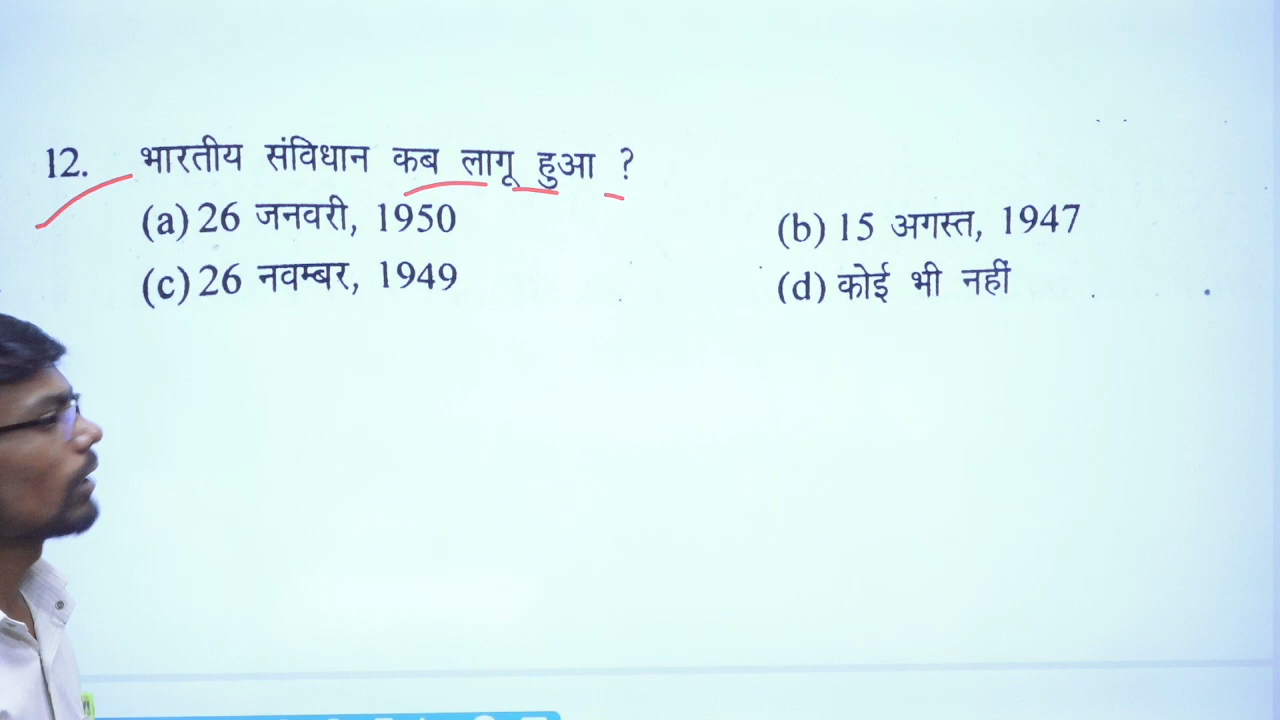 12. भारतीय संविधान कब लागू हुआ ?
(a) 26 जनवरी, 1950 (b) 15 अगस्त, 1947
(c) 26 नवम्बर, 1949 (d) कोई भी नहीं